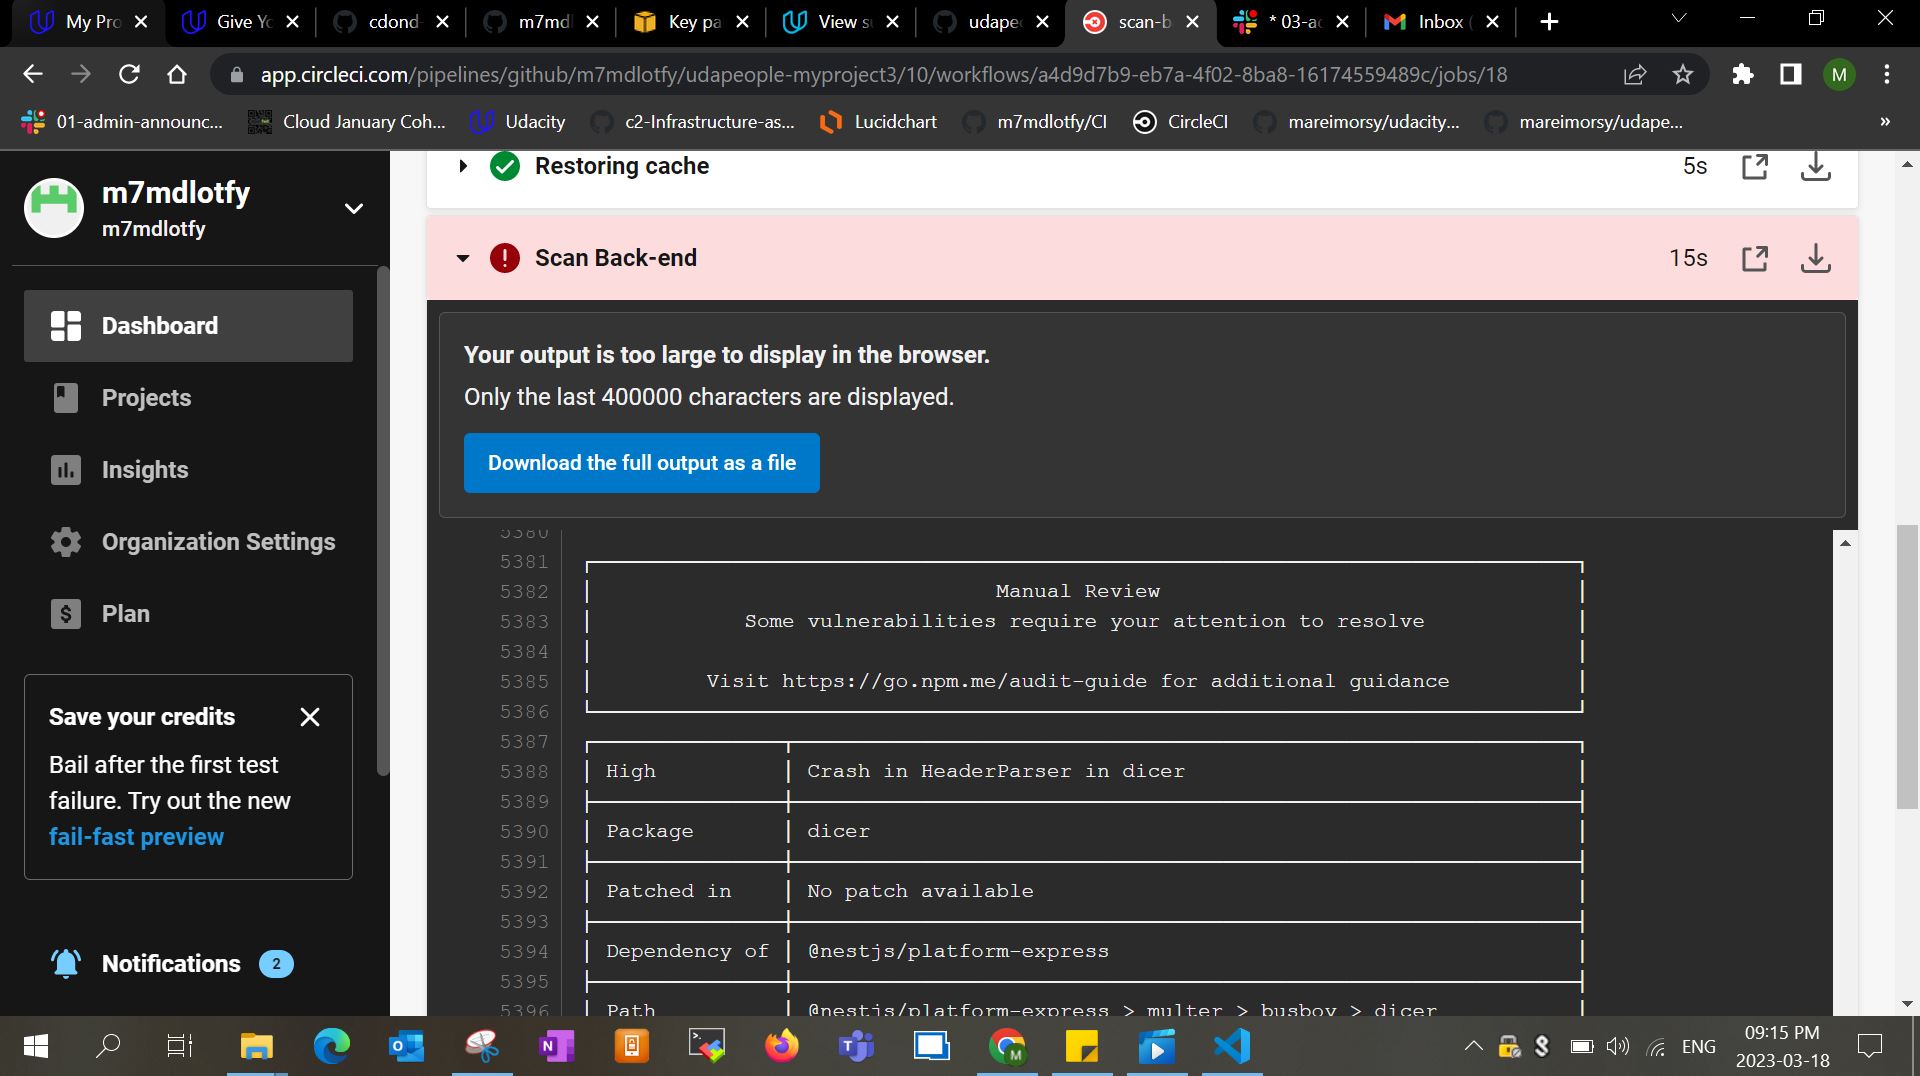 My Pro
Give Yo
cdond
m7mdl
Key pa
View su
udape
scan-b
* 03-ac
Inbox (
app.circleci.com/pipelines/github/m7mdlotfy/udapeople-myproject3/10/workflows/a4d9d7b9-eb7a-4f02-8ba8-16174559489c/jobs/18
M
01-admin-announc...
Cloud January Coh...
Udacity
c2-Infrastructure-as...
Lucidchart
m7mdlotfy/CI
CircleCI
mareimorsy/udacity...
mareimorsy/udape...
»
m7mdlotfy
m7mdlotfy
Dashboard
Projects
Insights
Organization Settings
Plan
Save your credits
Bail after the first test
failure. Try out the new
fail-fast preview
Notifications 2
Restoring cache 5s
Scan Back-end 15s
Your output is too large to display in the browser.
Only the last 400000 characters are displayed.
Download the full output as a file
5380
5381
5382 Manual Review
5383 Some vulnerabilities require your attention to resolve
5384
5385 Visit https://go.npm.me/audit-guide for additional guidance
5386
5387
5388 High Crash in HeaderParser in dicer
5389
5390 Package dicer
5391
5392 Patched in No patch available
5393
5394 Dependency of @nestjs/platform-express
5395
5396 Path @nestjs/platform-express > multer > busboy > dicer
ENG
09:15 PM
2023-03-18